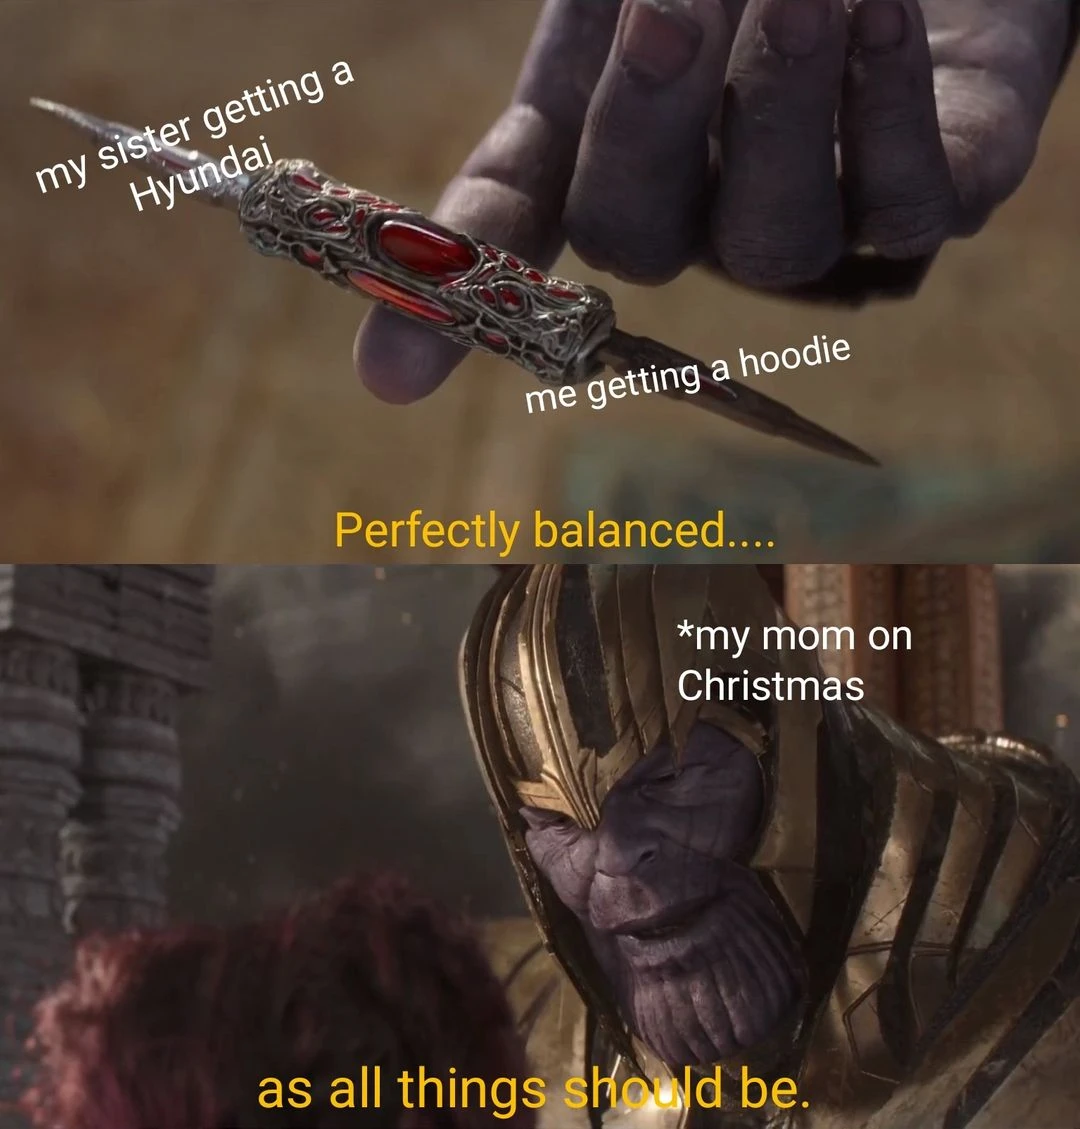 my sister getting a
Hyundai
me getting a hoodie
Perfectly balanced....
*my mom on
Christmas
as all things should be.